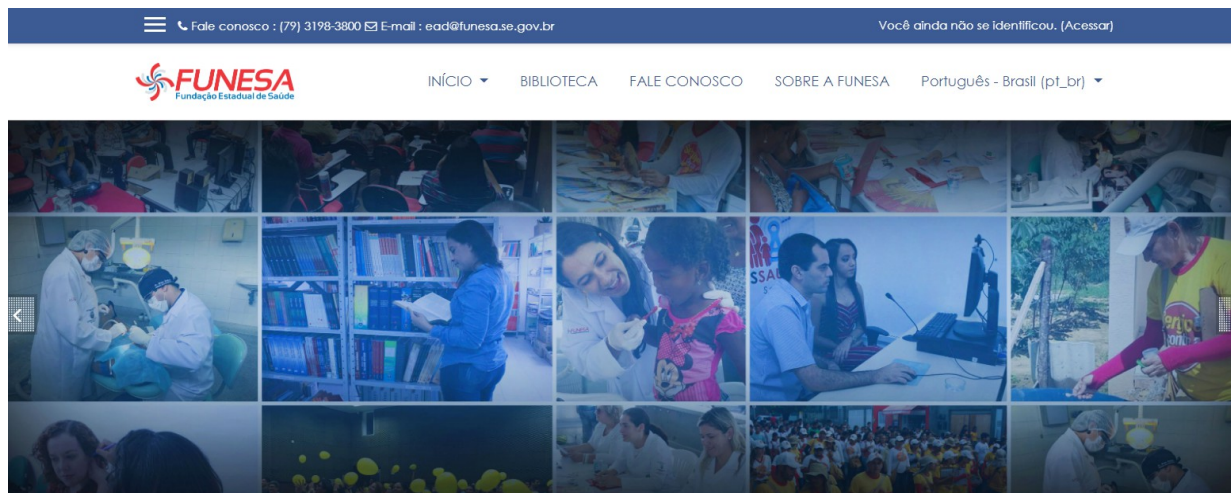 Fale conosco : (79) 3198-3800 E-mail : ead@funesa.se.gov.br
Você ainda não se identificou. (Acessar)
FUNESA
Fundação Estadual de Saúde
INÍCIO
BIBLIOTECA
FALE CONOSCO
SOBRE A FUNESA
Português - Brasil (pt_br)